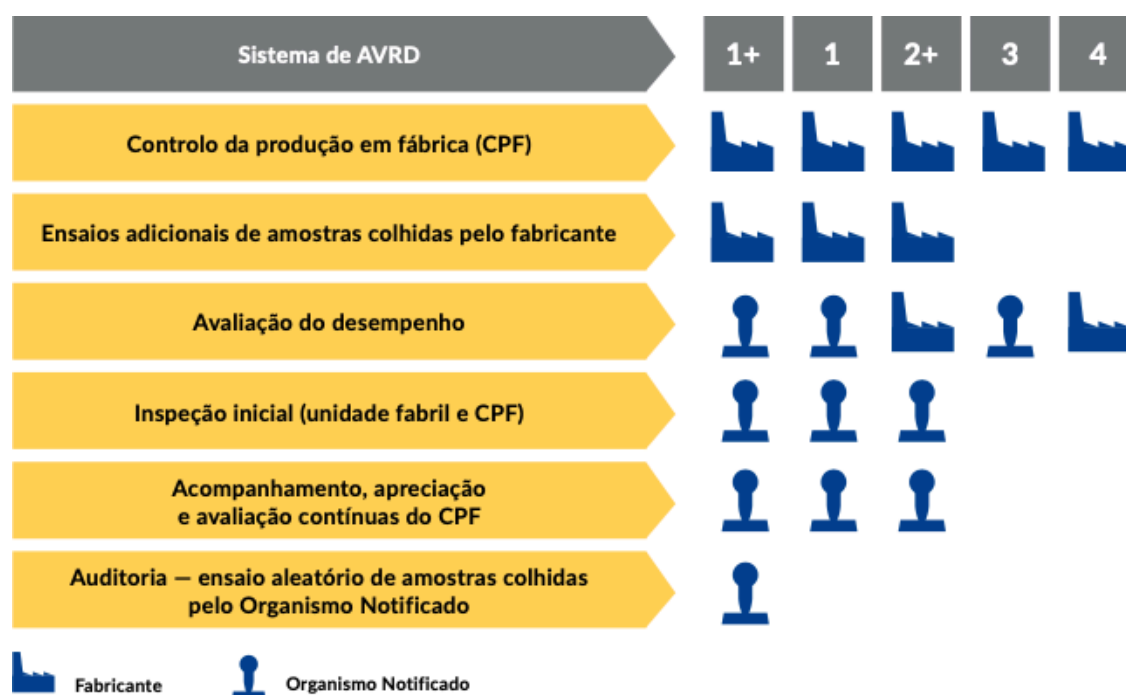 Sistema de AVRD
1+
1
2+
3
4
Controlo da produção em fábrica (CPF)
Ensaios adicionais de amostras colhidas pelo fabricante
Avaliação do desempenho
Inspeção inicial (unidade fabril e CPF)
Acompanhamento, apreciação
e avaliação contínuas do CPF
Auditoria — ensaio aleatório de amostras colhidas
pelo Organismo Notificado
Fabricante
Organismo Notificado